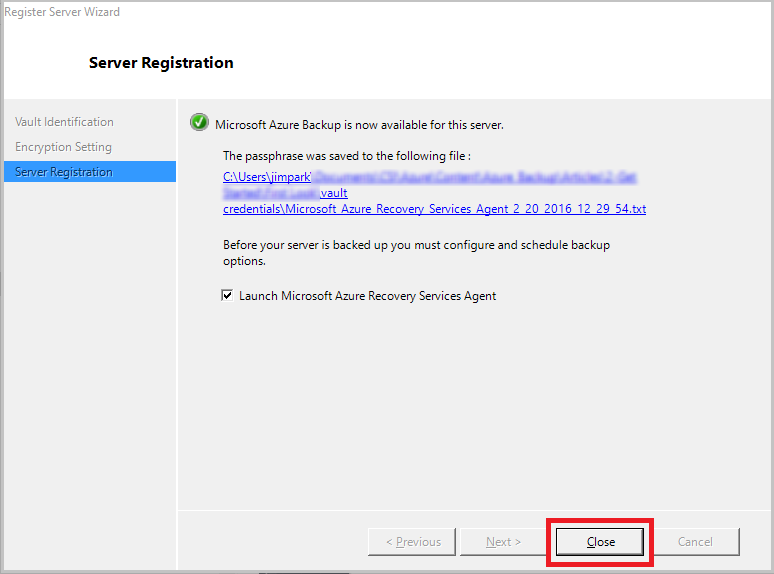 Register Server Wizard
Server Registration
Vault Identification
Encryption Setting
Server Registration
Microsoft Azure Backup is now available for this server.
The passphrase was saved to the following file :
C:\Users\jimpark\
\vault
credentials\Microsoft_Azure_Recovery_Services_Agent_2_20_2016_12_29_54.txt
Before your server is backed up you must configure and schedule backup
options.
Launch Microsoft Azure Recovery Services Agent
< Previous
Next >
Close
Cancel